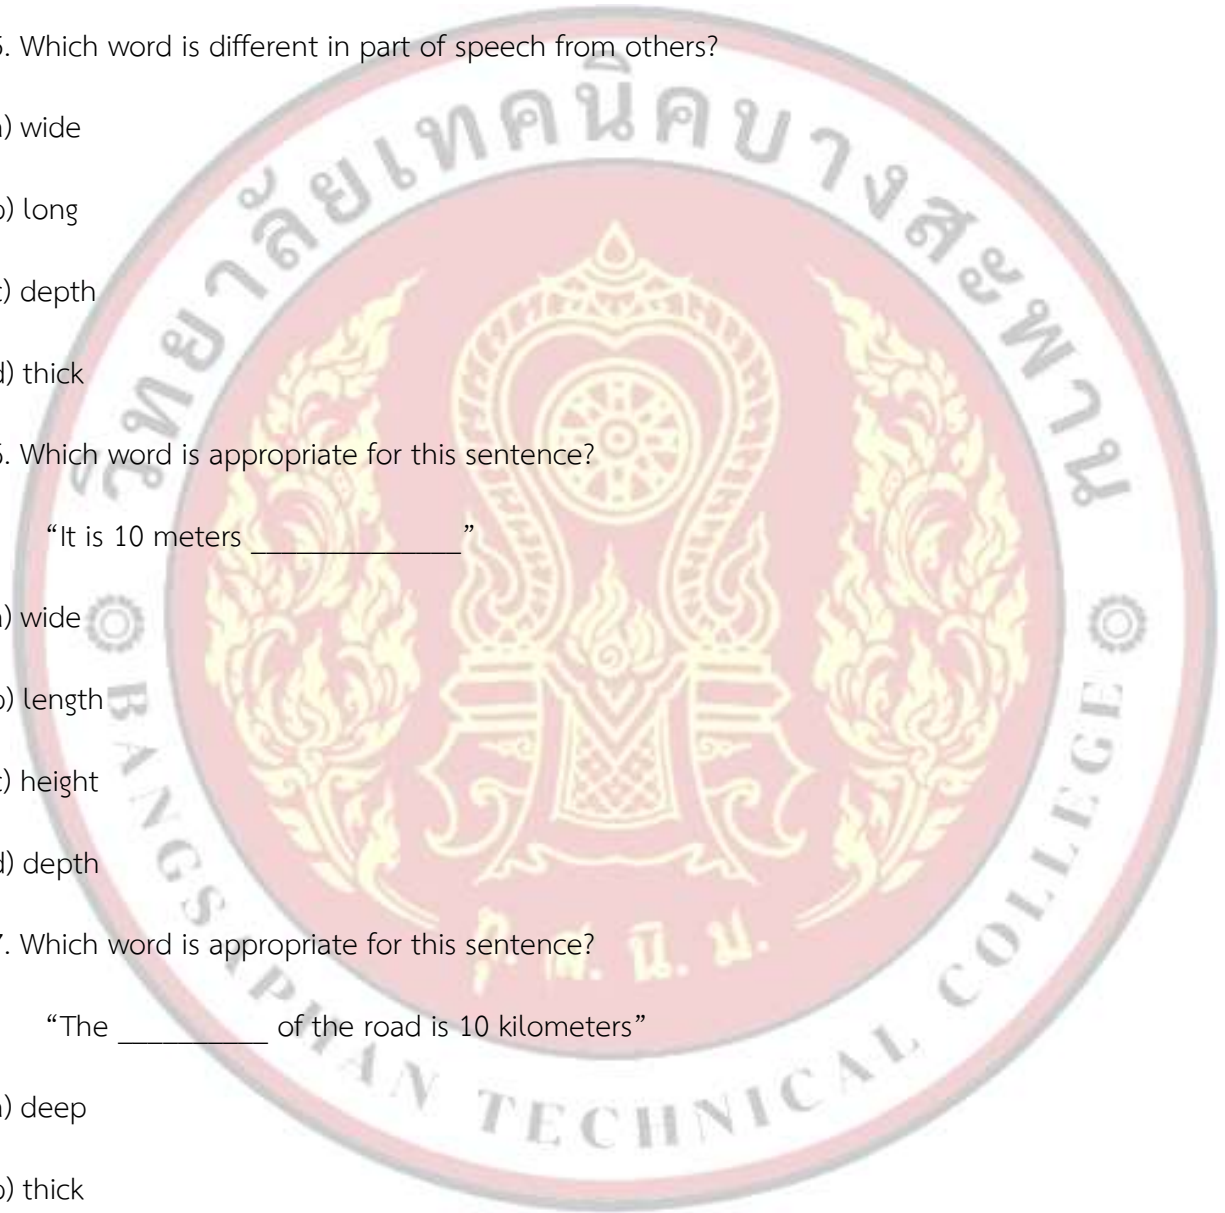 5. Which word is different in part of speech from others?
a) wide
b) long
c) depth
d) thick
6. Which word is appropriate for this sentence?
“It is 10 meters ______________”
a) wide
b) length
c) height
d) depth
7. Which word is appropriate for this sentence?
“The __________ of the road is 10 kilometers”
a) deep
b) thick
วิทยาลัยเทคนิคบางสะพาน
BANGSAPHAN TECHNICAL COLLEGE